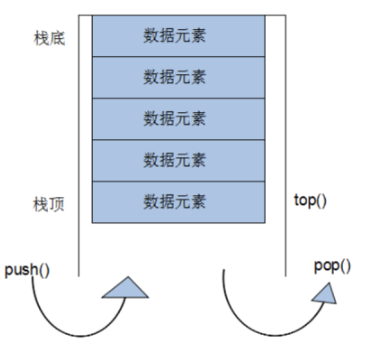 栈底
数据元素
数据元素
数据元素
数据元素
栈顶
数据元素
top()
push()
pop()